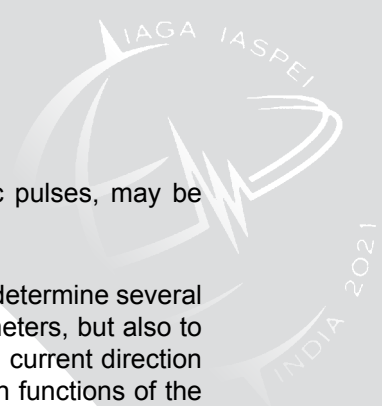 IAGA IASPEI
INDIA 2021
c pulses, may be
determine several
neters, but also to
current direction
n functions of the